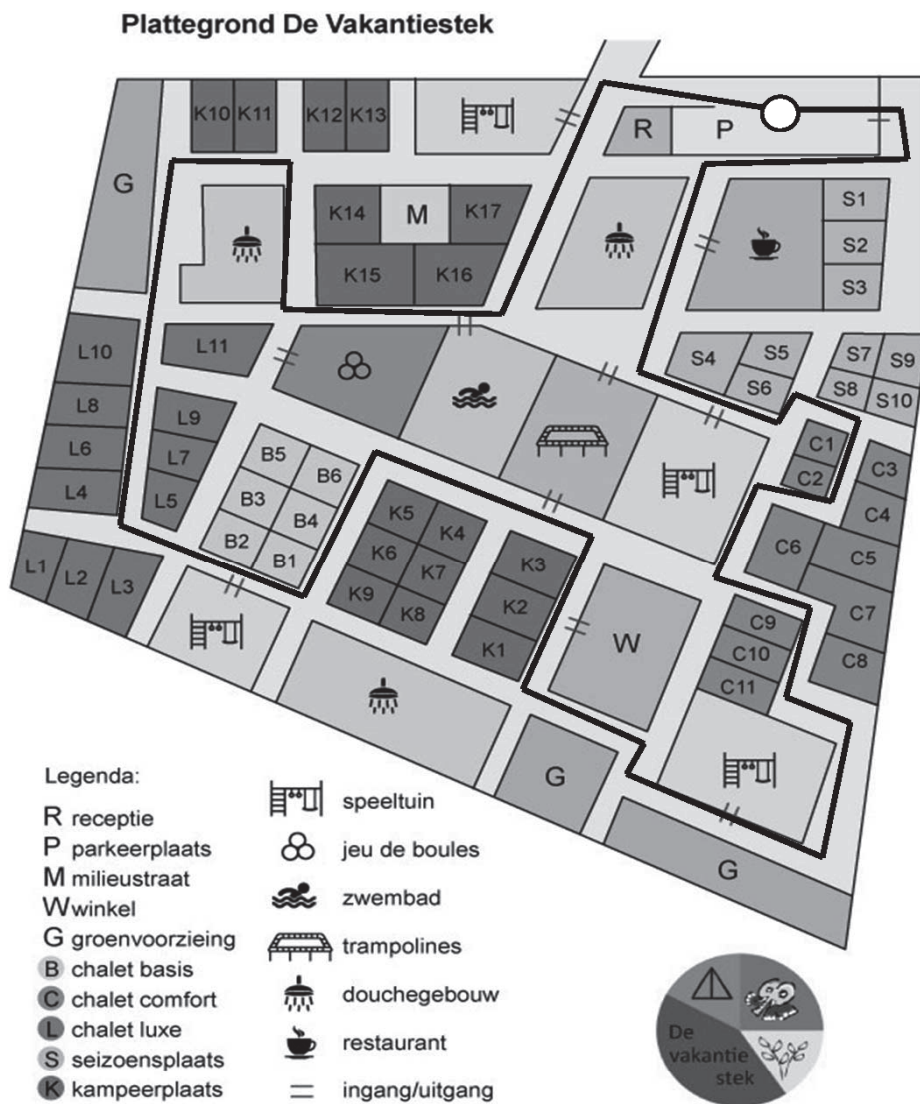 Plattegrond De Vakantiestek
K10 K11 K12 K13
R P
G
K14 M K17
K15 K16
S1
S2
S3
L10
L11
S4 S5
S6
S7 S9
S8 S10
L8
L6
L4
L9
L7
L5
B5 B6
B3 B4
B2 B1
C1
C2
C3
C4
C6 C5
C7
C8
K5 K4
K6 K7
K9 K8
K3
K2
K1
L1 L2 L3
W
C9
C10
C11
G
G
Legenda:
R receptie
P parkeerplaats
M milieustraat
W winkel
G groenvoorzieing
B chalet basis
C chalet comfort
L chalet luxe
S seizoensplaats
K kampeerplaats
speeltuin
jeu de boules
zwembad
trampolines
douchegebouw
restaurant
ingang/uitgang
De
vakantie
stek